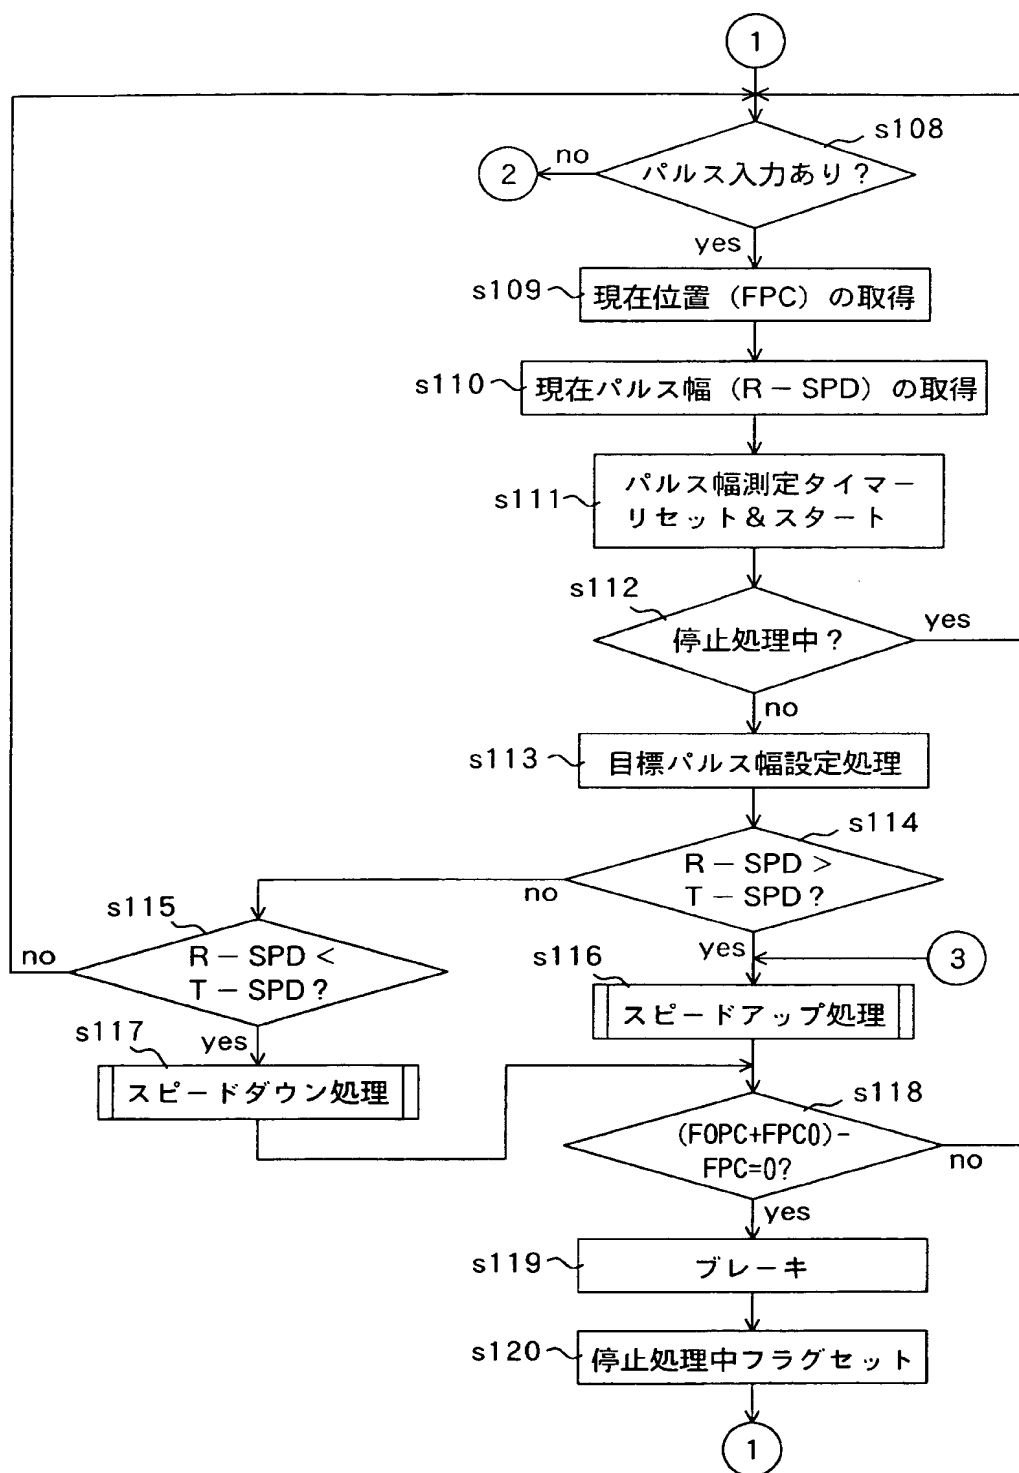 1
s108
no
2
パルス入力あり？
yes
s109
現在位置（FPC）の取得
s110
現在パルス幅（R－SPD）の取得
s111
パルス幅測定タイマー
リセット＆スタート
s112
停止処理中？
yes
no
s113
目標パルス幅設定処理
s114
R－SPD＞
T－SPD？
no
s115
R－SPD＜
T－SPD？
no
yes
3
s116
スピードアップ処理
s117
yes
スピードダウン処理
s118
(FOPC+FPC0)－
FPC=0?
no
yes
s119
ブレーキ
s120
停止処理中フラグセット
1